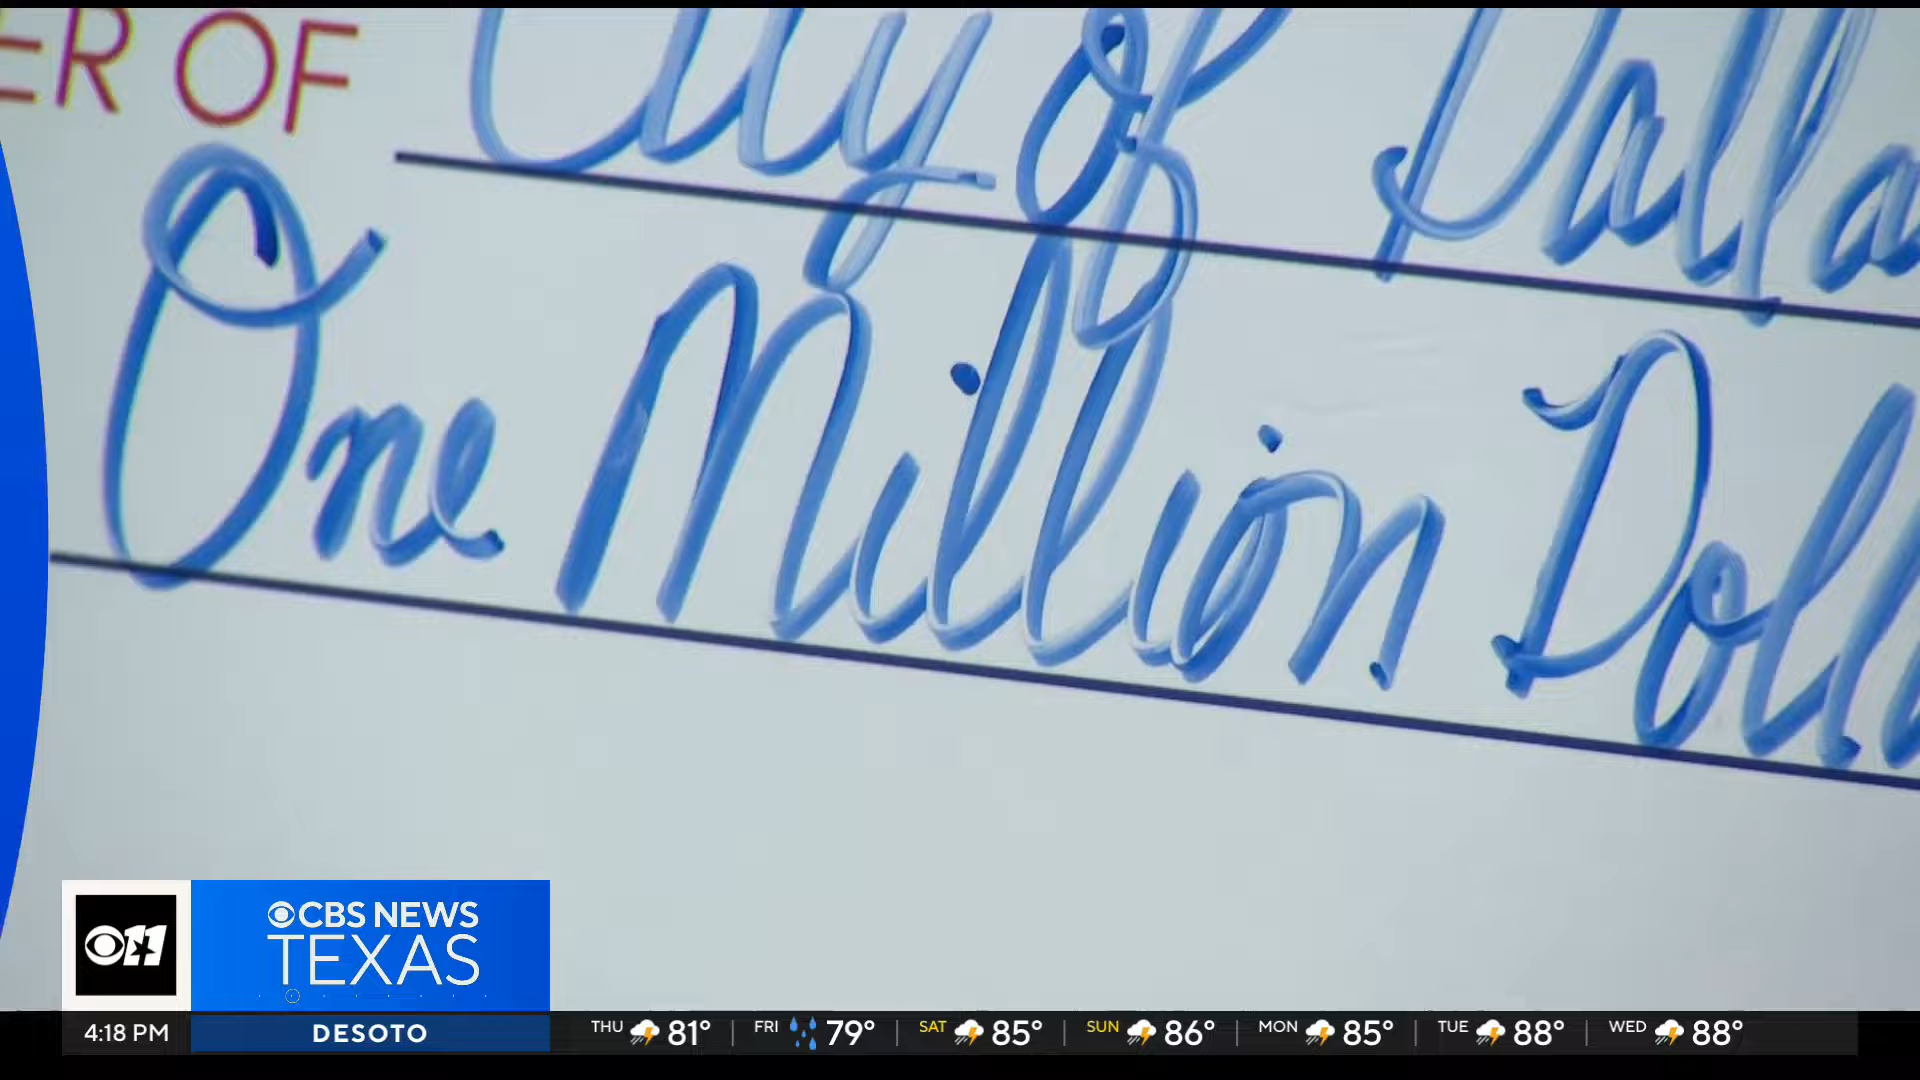 ER OF City of Dalla
One Million Doll
CBS NEWS
TEXAS
11
4:18 PM DESOTO THU 81° FRI 79° SAT 85° SUN 86° MON 85° TUE 88° WED 88°